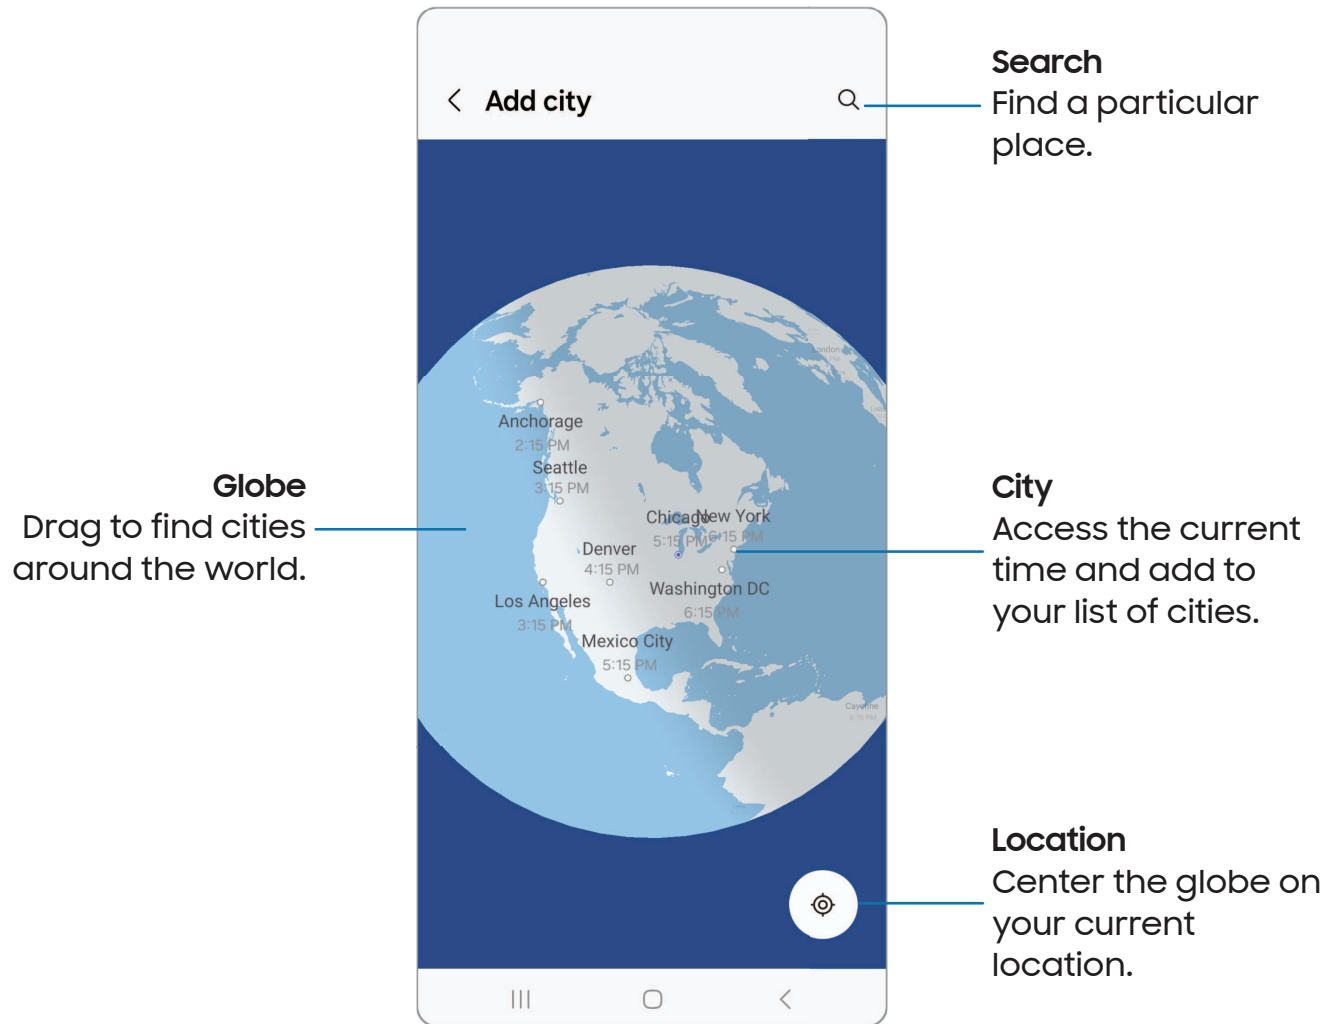 Add city
Search
Find a particular
place.
London
Anchorage
2:15 PM
Seattle
3:15 PM
Globe
Drag to find cities
around the world.
Chicago
5:15 PM
New York
6:15 PM
City
Access the current
time and add to
your list of cities.
Denver
4:15 PM
Washington DC
6:15 PM
Los Angeles
3:15 PM
Mexico City
5:15 PM
Cayenne
Location
Center the globe on
your current
location.